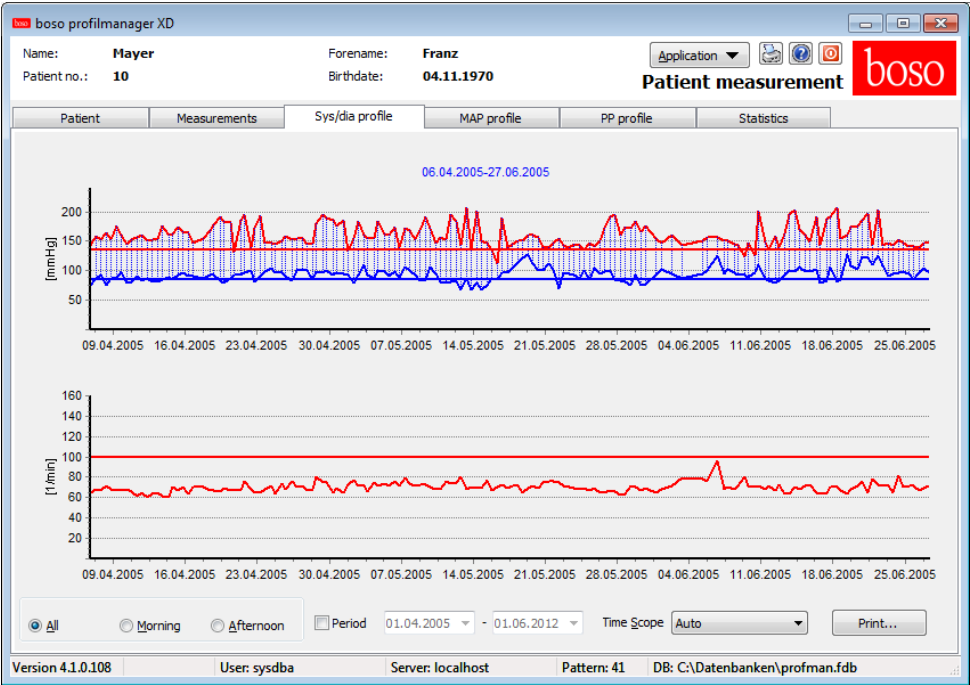 boso boso profilmanager XD
Name: Mayer Forename: Franz Application
Patient no.: 10 Birthdate: 04.11.1970 Patient measurement
boso
Patient Measurements Sys/dia profile MAP profile PP profile Statistics
06.04.2005-27.06.2005
200
150
100
50
[mmHg]
09.04.2005 16.04.2005 23.04.2005 30.04.2005 07.05.2005 14.05.2005 21.05.2005 28.05.2005 04.06.2005 11.06.2005 18.06.2005 25.06.2005
160
140
120
100
80
60
40
20
[1/min]
09.04.2005 16.04.2005 23.04.2005 30.04.2005 07.05.2005 14.05.2005 21.05.2005 28.05.2005 04.06.2005 11.06.2005 18.06.2005 25.06.2005
All Morning Afternoon Period 01.04.2005 - 01.06.2012 Time Scope Auto Print...
Version 4.1.0.108 User: sysdba Server: localhost Pattern: 41 DB: C:\Datenbanken\profman.fdb